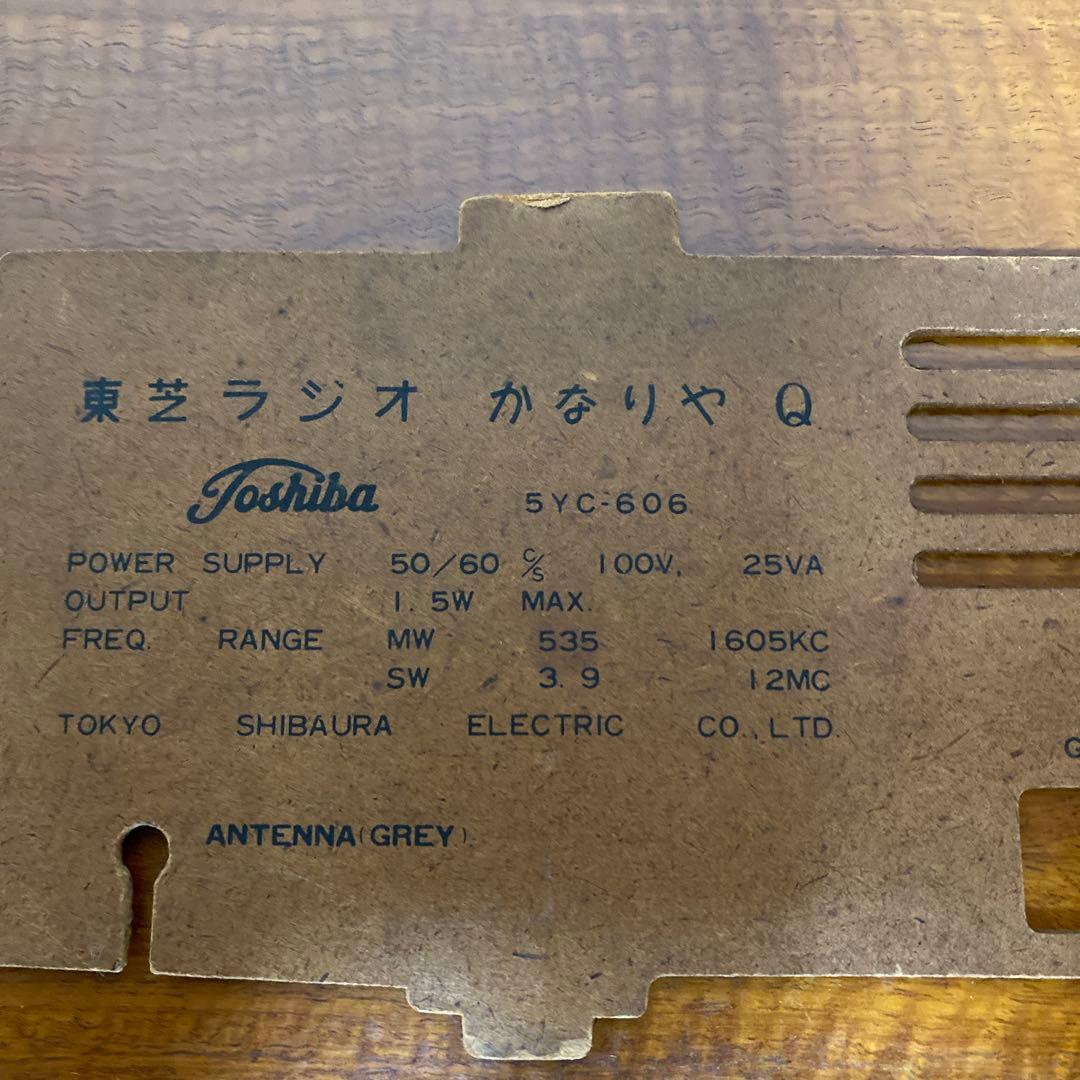 東芝ラジオ かなりや Q
Toshiba 5YC-606
POWER SUPPLY 50/60 C/S 100V, 25VA
OUTPUT 1.5W MAX.
FREQ. RANGE MW 535 1605KC
SW 3.9 12MC
TOKYO SHIBAURA ELECTRIC CO., LTD.
G
ANTENNA (GREY)